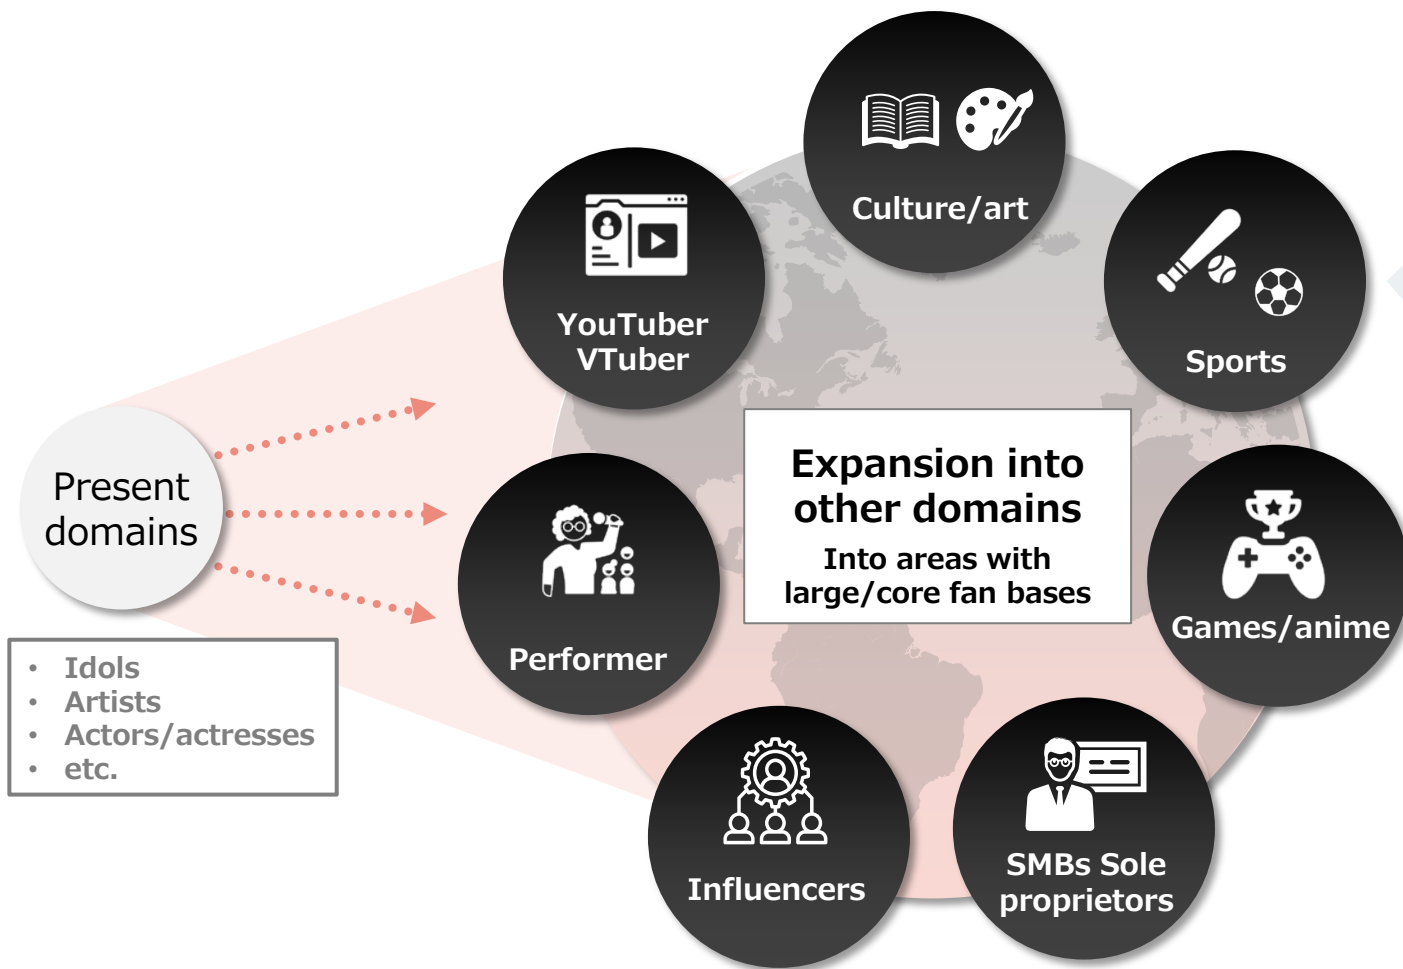 Culture/art
YouTuber
VTuber
Sports
Present
domains
Expansion into
other domains
Into areas with
large/core fan bases
Performer
Games/anime
• Idols
• Artists
• Actors/actresses
• etc.
Influencers
SMBs Sole
proprietors